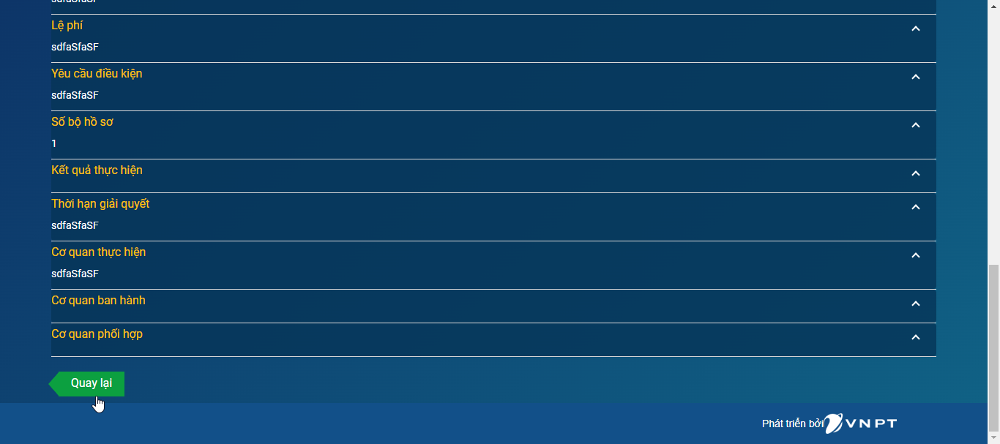 sdfaSfaSF
Lệ phí
sdfaSfaSF
Yêu cầu điều kiện
sdfaSfaSF
Số bộ hồ sơ
1
Kết quả thực hiện
Thời hạn giải quyết
sdfaSfaSF
Cơ quan thực hiện
sdfaSfaSF
Cơ quan ban hành
Cơ quan phối hợp
Quay lại
Phát triển bởi VNPT